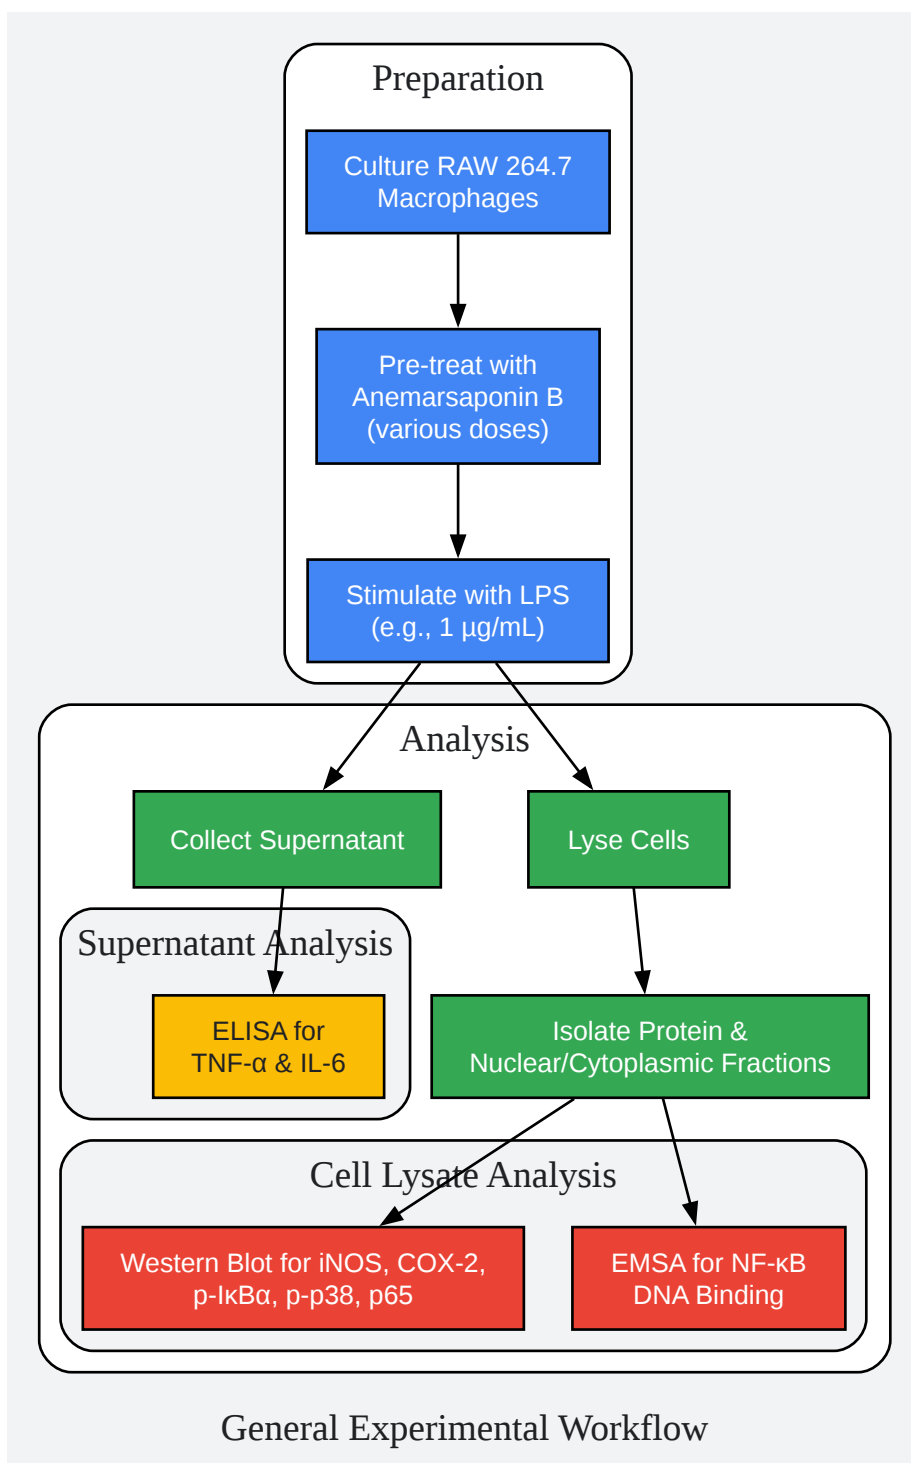 Preparation
Culture RAW 264.7
Macrophages
Pre-treat with
Anemarsaponin B
(various doses)
Stimulate with LPS
(e.g., 1 µg/mL)
Analysis
Collect Supernatant
Lyse Cells
Supernatant Analysis
ELISA for
TNF-α & IL-6
Isolate Protein &
Nuclear/Cytoplasmic Fractions
Cell Lysate Analysis
Western Blot for iNOS, COX-2,
p-IκBα, p-p38, p65
EMSA for NF-κB
DNA Binding
General Experimental Workflow